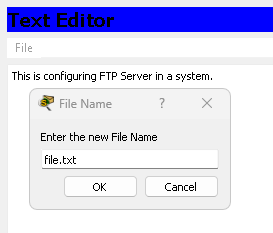 Text Editor
File
This is configuring FTP Server in a system.
File Name
?
Enter the new File Name
file.txt
OK Cancel